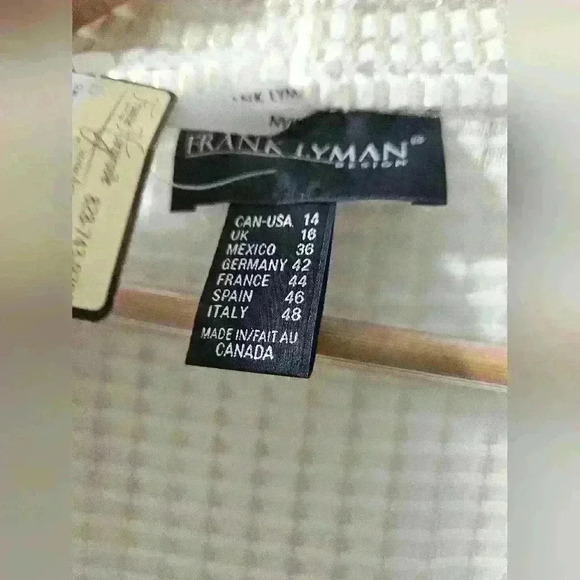 FRANK LYMAN®
DESIGN
CAN-USA. 14
UK 16
MEXICO 36
GERMANY 42
FRANCE 44
SPAIN 46
ITALY 48
MADE IN/FAIT AU
CANADA